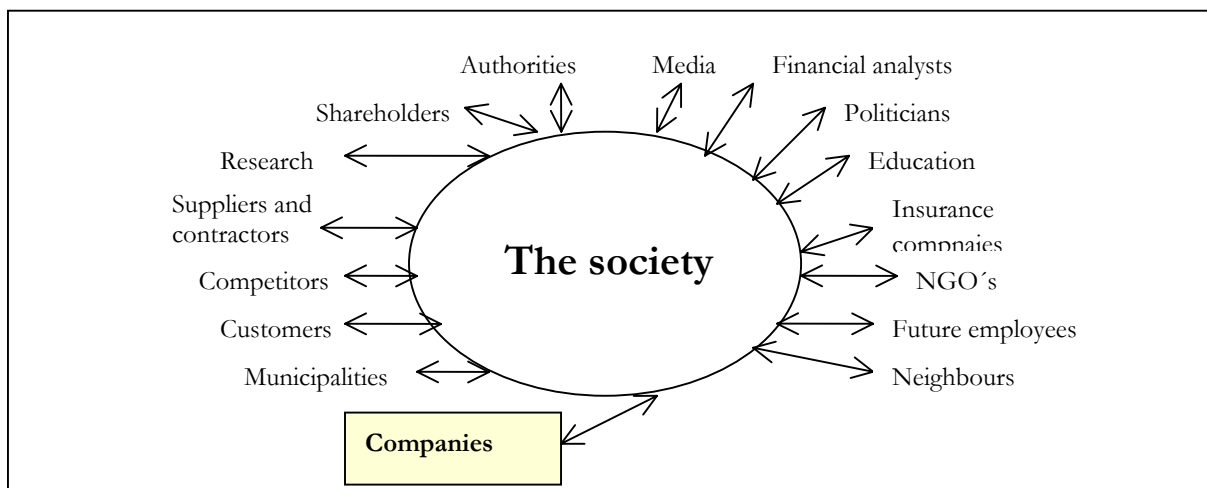 Authorities
Media
Financial analysts
Shareholders
Politicians
Research
Education
Suppliers and
contractors
Insurance
compnaies
The society
Competitors
NGO´s
Customers
Future employees
Municipalities
Neighbours
Companies